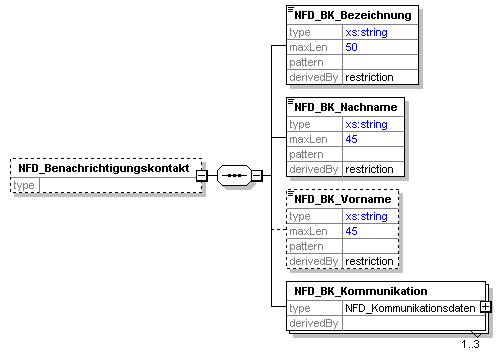 NFD_BK_Bezeichnung
type xs:string
maxLen 50
pattern
derivedBy restriction
NFD_BK_Nachname
type xs:string
maxLen 45
pattern
derivedBy restriction
NFD_Benachrichtigungskontakt
type
NFD_BK_Vorname
type xs:string
maxLen 45
pattern
derivedBy restriction
NFD_BK_Kommunikation
type NFD_Kommunikationsdaten
derivedBy
1..3